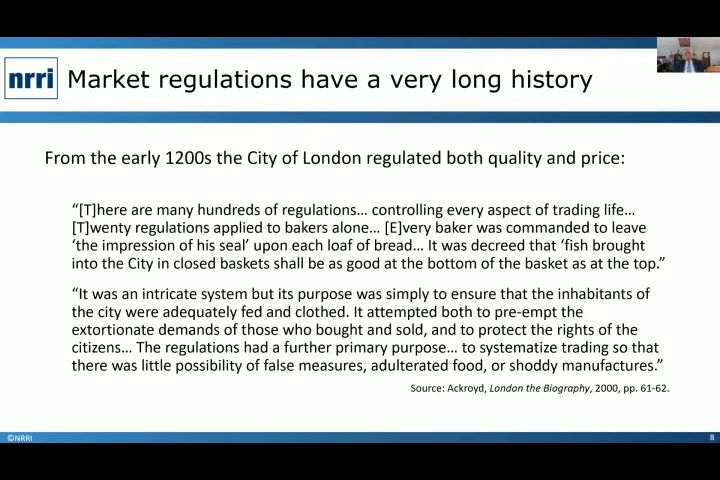 nrri
Market regulations have a very long history
From the early 1200s the City of London regulated both quality and price:
“[T]here are many hundreds of regulations… controlling every aspect of trading life…
[T]wenty regulations applied to bakers alone… [E]very baker was commanded to leave
‘the impression of his seal’ upon each loaf of bread… It was decreed that ‘fish brought
into the City in closed baskets shall be as good at the bottom of the basket as at the top.”
“It was an intricate system but its purpose was simply to ensure that the inhabitants of
the city were adequately fed and clothed. It attempted both to pre-empt the
extortionate demands of those who bought and sold, and to protect the rights of the
citizens… The regulations had a further primary purpose… to systematize trading so that
there was little possibility of false measures, adulterated food, or shoddy manufactures.”
Source: Ackroyd, London the Biography, 2000, pp. 61-62.
©NRRI
8